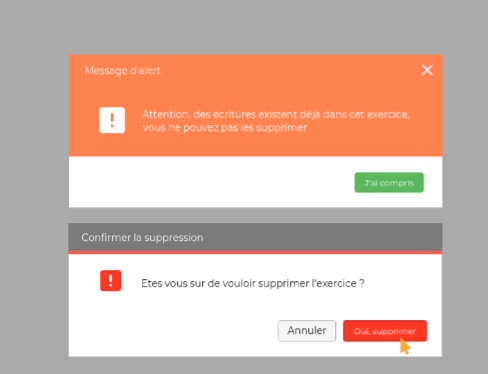 Message d'alert
!
Attention, des écritures existent déjà dans cet exercice,
vous ne pouvez pas les supprimer
J'ai compris
Confirmer la suppression
!
Etes vous sur de vouloir supprimer l'exercice ?
Annuler
Oui, supprimer